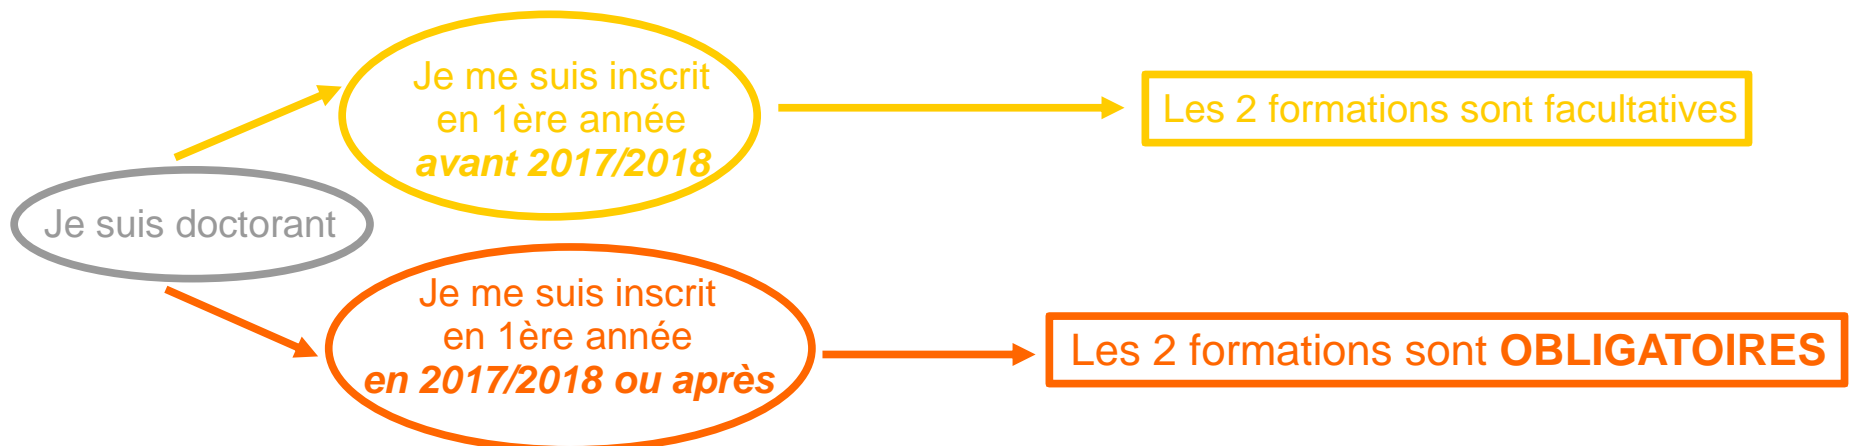 Je me suis inscrit
en 1ère année
avant 2017/2018
Les 2 formations sont facultatives
Je suis doctorant
Je me suis inscrit
en 1ère année
en 2017/2018 ou après
Les 2 formations sont OBLIGATOIRES